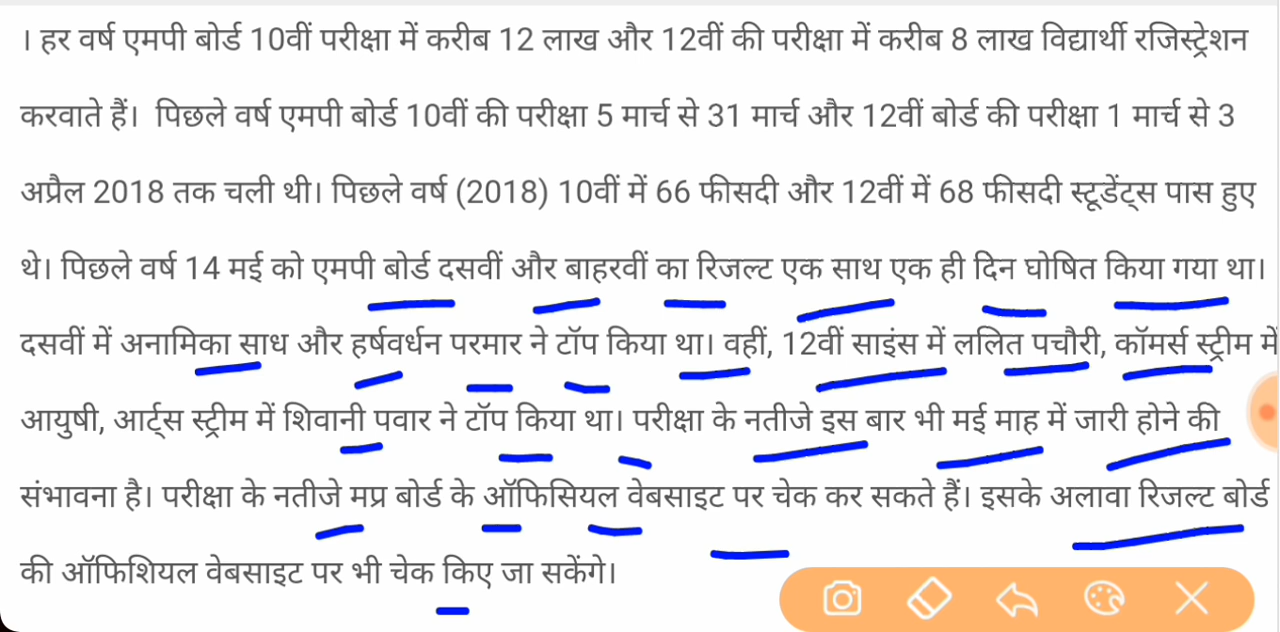 । हर वर्ष एमपी बोर्ड 10वीं परीक्षा में करीब 12 लाख और 12वीं की परीक्षा में करीब 8 लाख विद्यार्थी रजिस्ट्रेशन
करवाते हैं। पिछले वर्ष एमपी बोर्ड 10वीं की परीक्षा 5 मार्च से 31 मार्च और 12वीं बोर्ड की परीक्षा 1 मार्च से 3
अप्रैल 2018 तक चली थी। पिछले वर्ष (2018) 10वीं में 66 फीसदी और 12वीं में 68 फीसदी स्टूडेंट्स पास हुए
थे। पिछले वर्ष 14 मई को एमपी बोर्ड दसवीं और बाहरवीं का रिजल्ट एक साथ एक ही दिन घोषित किया गया था।
दसवीं में अनामिका साध और हर्षवर्धन परमार ने टॉप किया था। वहीं, 12वीं साइंस में ललित पचौरी, कॉमर्स स्ट्रीम में
आयुषी, आर्ट्स स्ट्रीम में शिवानी पवार ने टॉप किया था। परीक्षा के नतीजे इस बार भी मई माह में जारी होने की
संभावना है। परीक्षा के नतीजे मप्र बोर्ड के ऑफिसियल वेबसाइट पर चेक कर सकते हैं। इसके अलावा रिजल्ट बोर्ड
की ऑफिशियल वेबसाइट पर भी चेक किए जा सकेंगे।